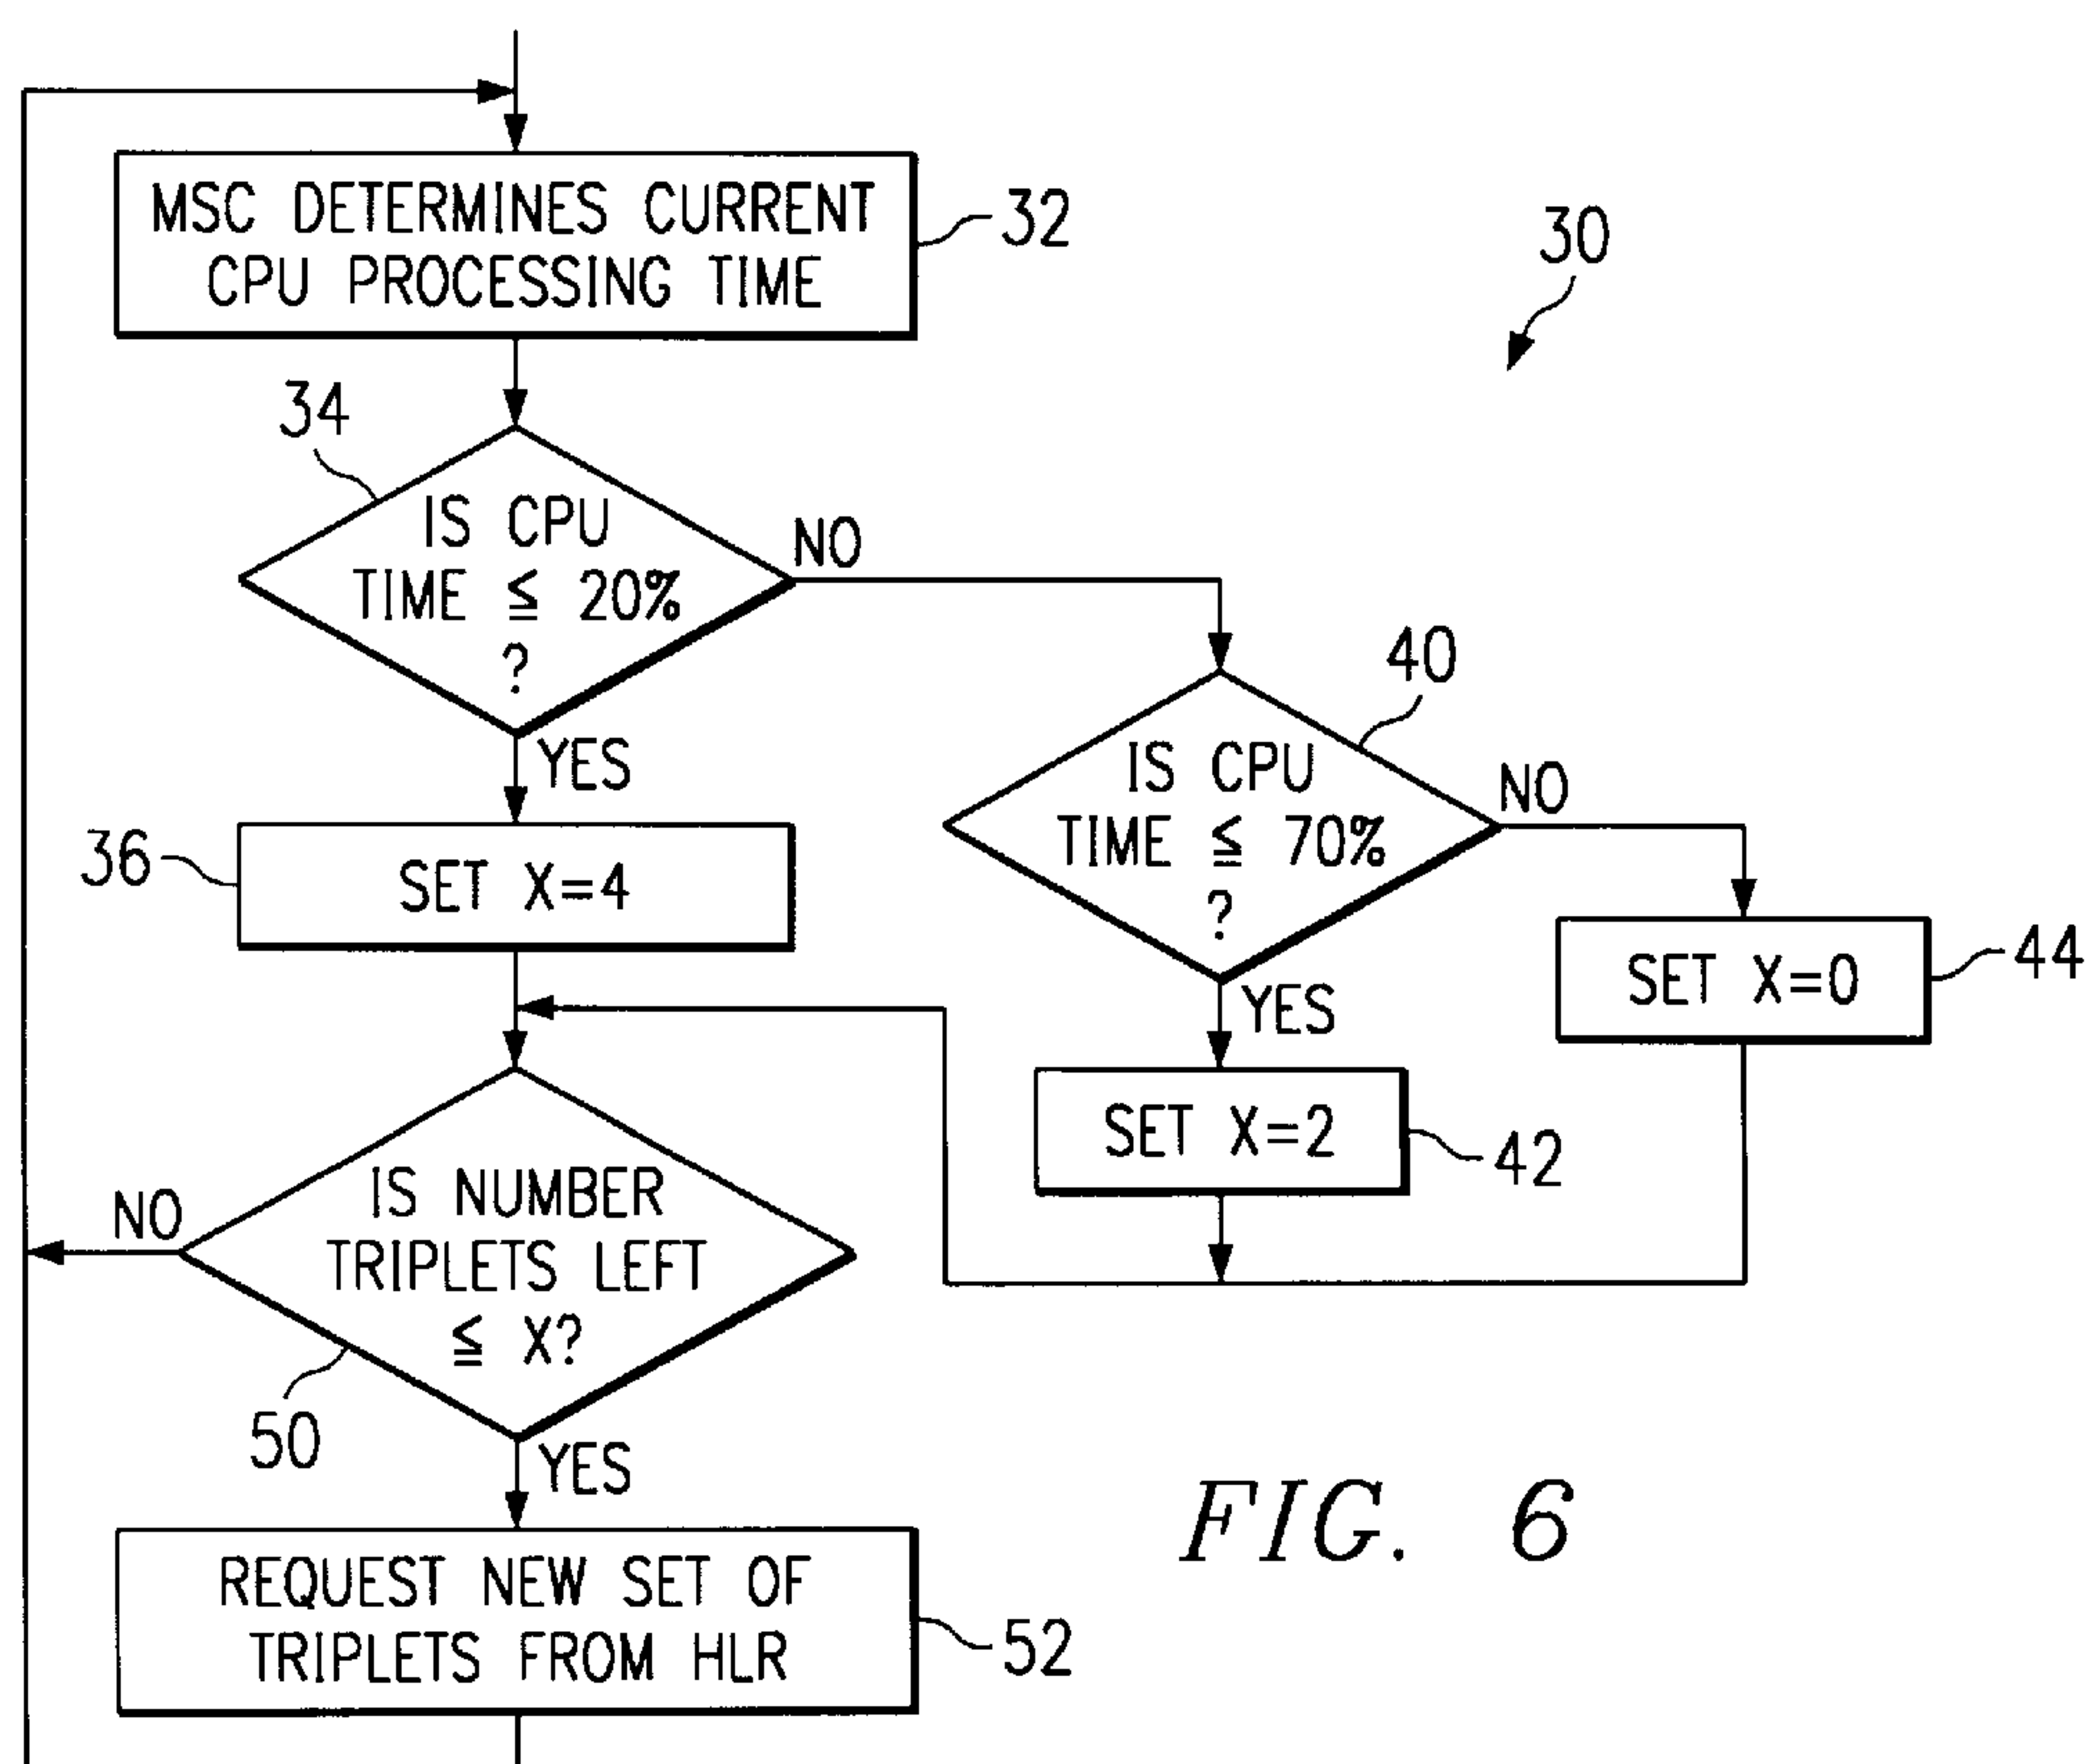 MSC DETERMINES CURRENT
CPU PROCESSING TIME
32
30
34
IS CPU
TIME ≦ 20%
?
NO
YES
40
IS CPU
TIME ≦ 70%
?
NO
YES
36
SET X=4
SET X=0
44
SET X=2
42
IS NUMBER
TRIPLETS LEFT
≦ X?
NO
50
YES
REQUEST NEW SET OF
TRIPLETS FROM HLR
52
FIG. 6